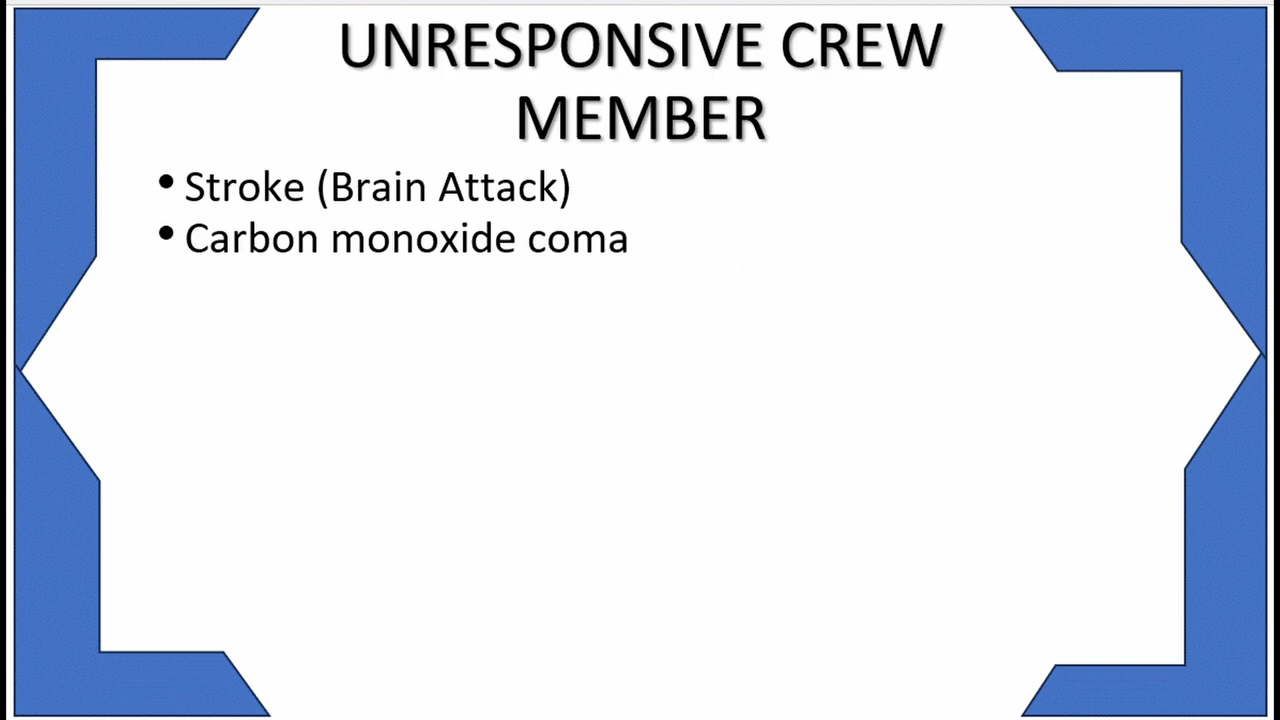 UNRESPONSIVE CREW
MEMBER
• Stroke (Brain Attack)
• Carbon monoxide coma